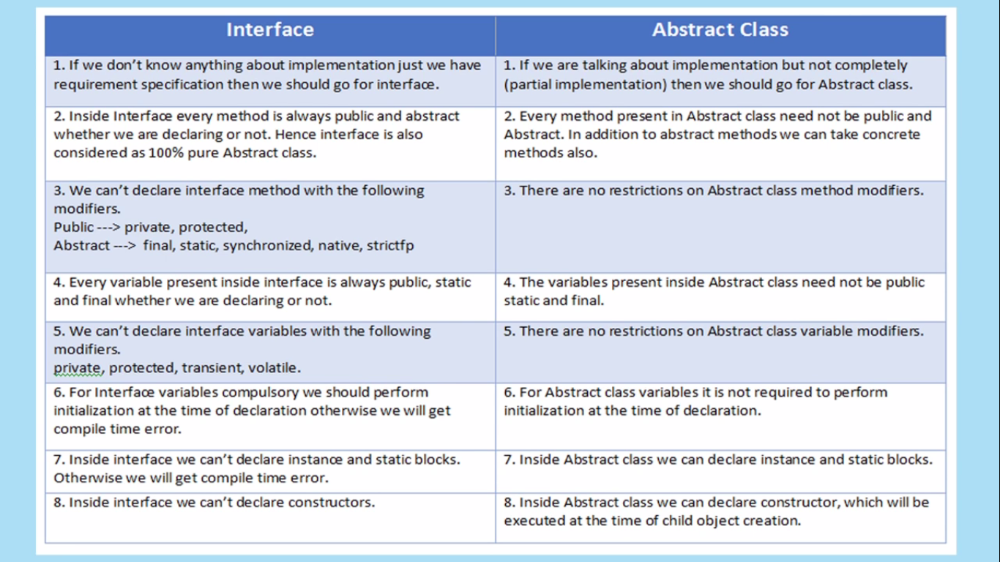 Interface
Abstract Class
1. If we don’t know anything about implementation just we have
requirement specification then we should go for interface.
1. If we are talking about implementation but not completely
(partial implementation) then we should go for Abstract class.
2. Inside Interface every method is always public and abstract
whether we are declaring or not. Hence interface is also
considered as 100% pure Abstract class.
2. Every method present in Abstract class need not be public and
Abstract. In addition to abstract methods we can take concrete
methods also.
3. We can’t declare interface method with the following
modifiers.
Public ---> private, protected,
Abstract ---> final, static, synchronized, native, strictfp
3. There are no restrictions on Abstract class method modifiers.
4. Every variable present inside interface is always public, static
and final whether we are declaring or not.
4. The variables present inside Abstract class need not be public
static and final.
5. We can’t declare interface variables with the following
modifiers.
private, protected, transient, volatile.
5. There are no restrictions on Abstract class variable modifiers.
6. For Interface variables compulsory we should perform
initialization at the time of declaration otherwise we will get
compile time error.
6. For Abstract class variables it is not required to perform
initialization at the time of declaration.
7. Inside interface we can’t declare instance and static blocks.
Otherwise we will get compile time error.
7. Inside Abstract class we can declare instance and static blocks.
8. Inside interface we can’t declare constructors.
8. Inside Abstract class we can declare constructor, which will be
executed at the time of child object creation.